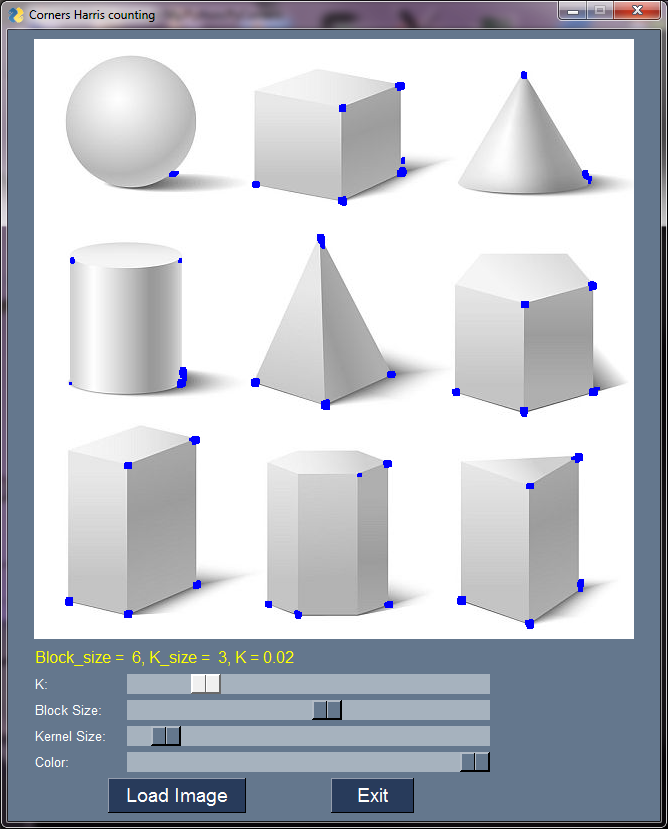 Corners Harris counting
Block_size = 6, K_size = 3, K = 0.02
K:
Block Size:
Kernel Size:
Color:
Load Image Exit